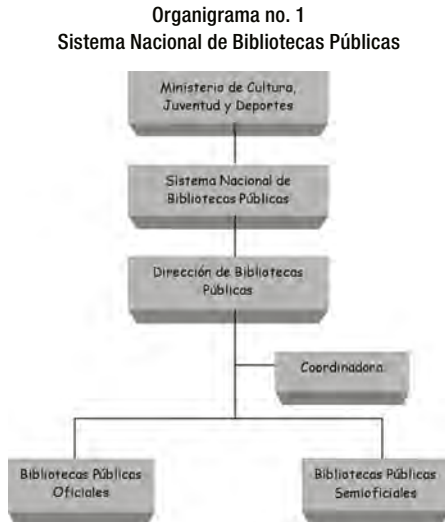 Organigrama no. 1
Sistema Nacional de Bibliotecas Públicas
Ministerio de Cultura,
Juventud y Deportes
Sistema Nacional de
Bibliotecas Públicas
Dirección de Bibliotecas
Públicas
Coordinadora
Bibliotecas Públicas
Oficiales
Bibliotecas Públicas
Semioficiales